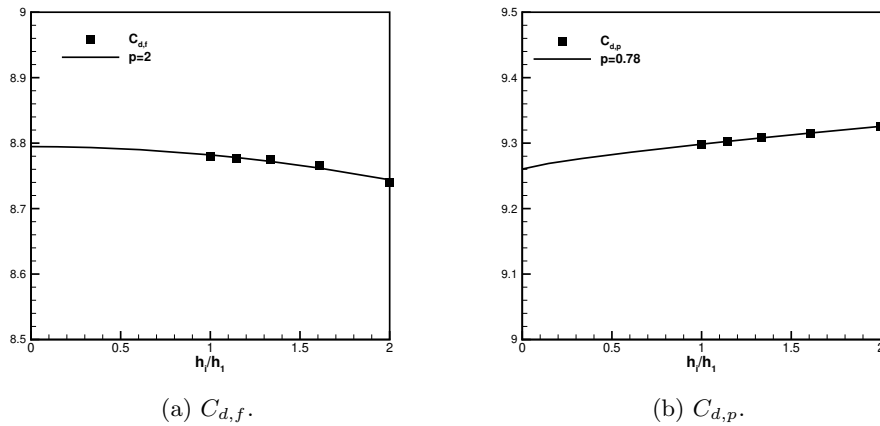 9
8.9
8.8
8.7
8.6
8.5
0
0.5
1
1.5
2
h_i/h_1
C_{d,f}
p=2
9.5
9.4
9.3
9.2
9.1
9
0
0.5
1
1.5
2
h_i/h_1
C_{d,p}
p=0.78
(a) C_{d,f}.
(b) C_{d,p}.